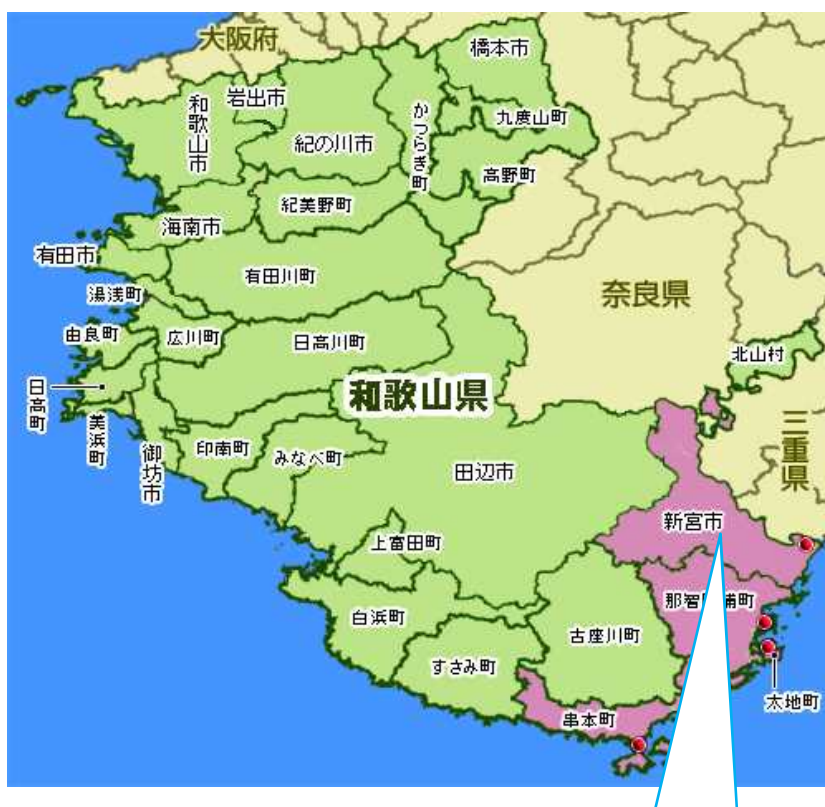 大阪府
橋本市
岩出市
和歌山市
かつらぎ町
九度山町
紀の川市
高野町
紀美野町
海南市
有田市
有田川町
湯浅町
奈良県
由良町
広川町
日高川町
北山村
日高町
和歌山県
美浜町
御坊市
印南町
みなべ町
田辺市
三重県
新宮市
上富田町
那智勝浦町
白浜町
古座川町
すさみ町
太地町
串本町